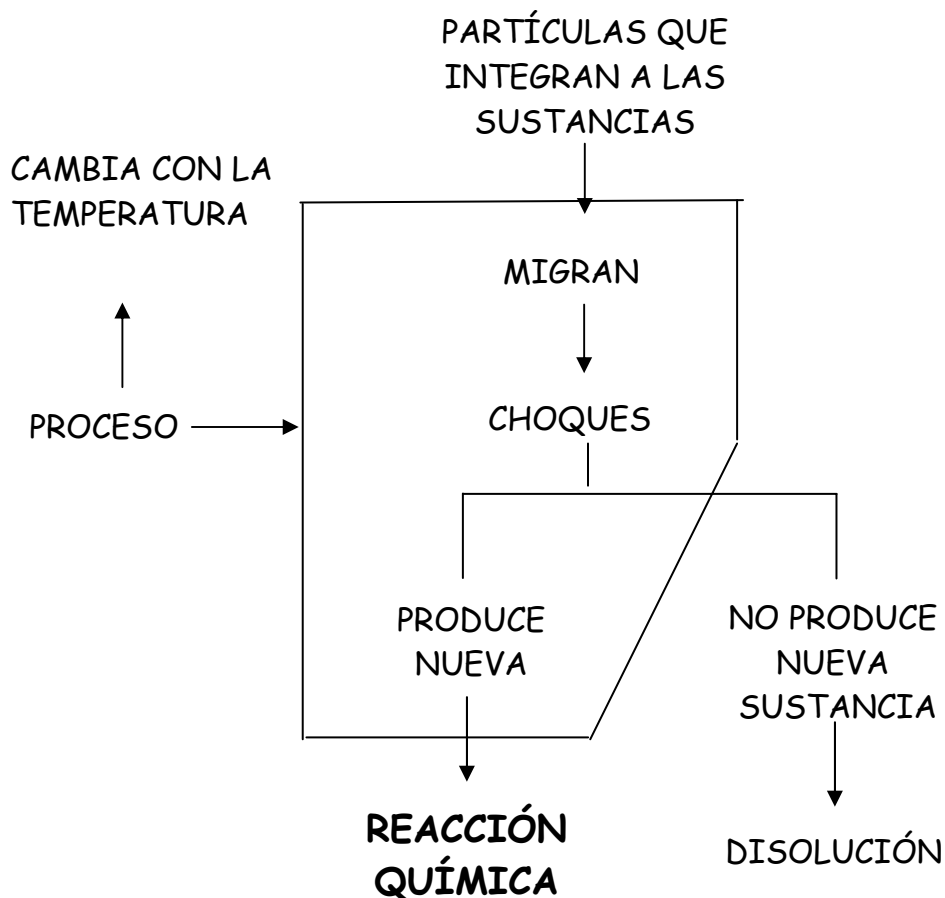 PARTÍCULAS QUE
INTEGRAN A LAS
SUSTANCIAS
CAMBIA CON LA
TEMPERATURA
MIGRAN
PROCESO
CHOQUES
PRODUCE
NUEVA
NO PRODUCE
NUEVA
SUSTANCIA
REACCIÓN
QUÍMICA
DISOLUCIÓN